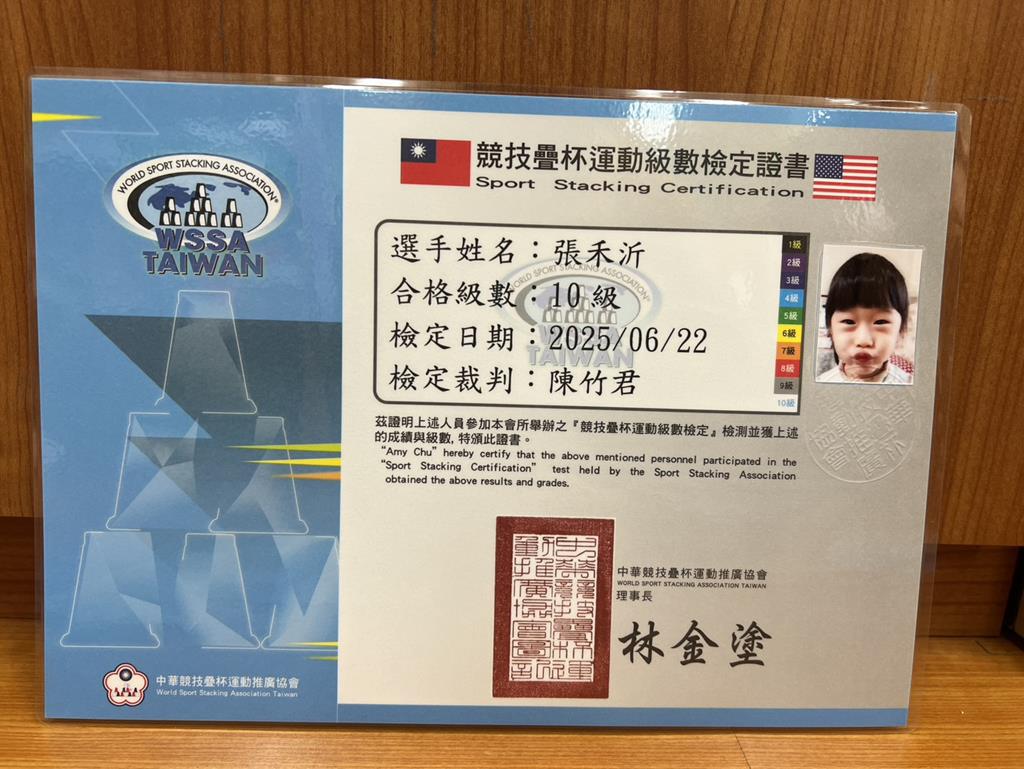 WORLD SPORT STACKING ASSOCIATION®
WSSA
TAIWAN
競技疊杯運動級數檢定證書
Sport Stacking Certification
選手姓名：張禾沂
合格級數：10級
檢定日期：2025/06/22
檢定裁判：陳竹君
1級
2級
3級
4級
5級
6級
7級
8級
9級
10級
WORLD SPORT STACKING ASSOCIATION®
TAIWAN
茲證明上述人員參加本會所舉辦之『競技疊杯運動級數檢定』檢測並獲上述
的成績與級數，特頒此證書。
“Amy Chu” hereby certify that the above mentioned personnel participated in the
“Sport Stacking Certification” test held by the Sport Stacking Association
obtained the above results and grades.
中華競技疊杯運動推廣協會
WORLD SPORT STACKING ASSOCIATION TAIWAN
理事長
林金塗
中華競技疊杯運動推廣協會
World Sport Stacking Association Taiwan